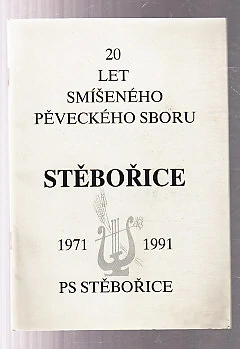 20
LET
SMÍŠENÉHO
PĚVECKÉHO SBORU
STĚBOŘICE
1971 1991
PS STĚBOŘICE